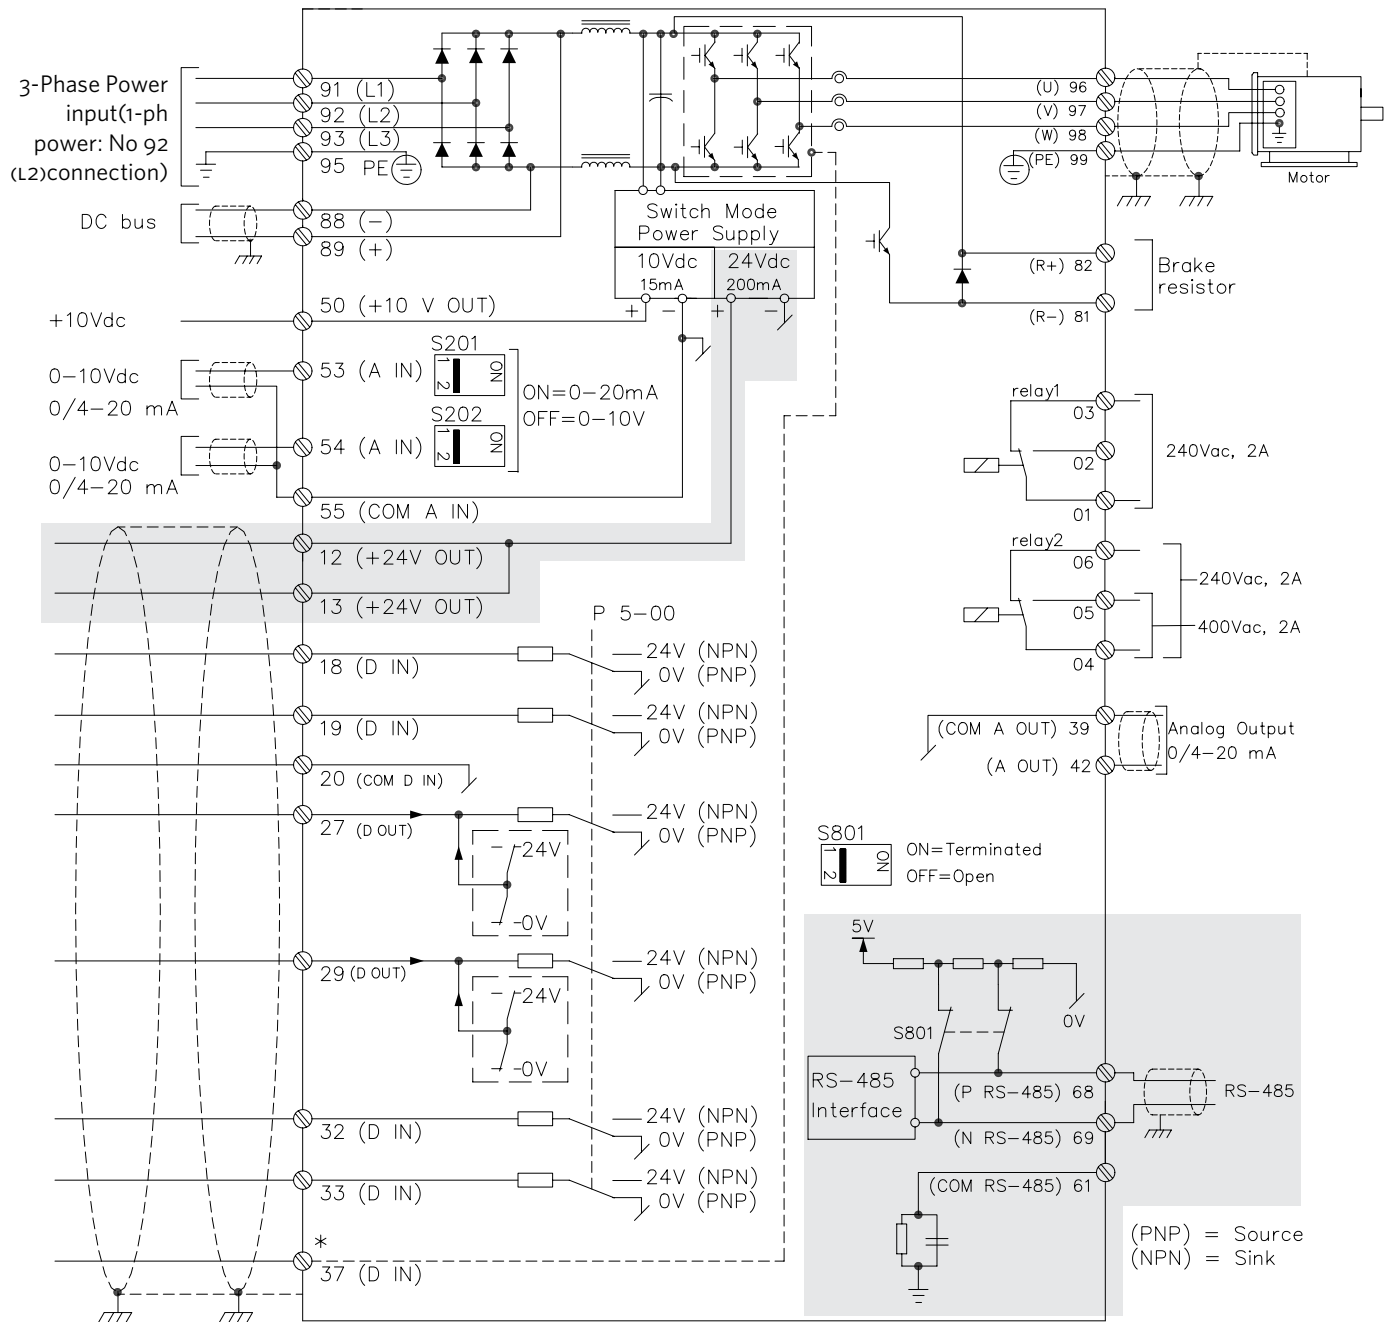 3-Phase Power
input(1-ph
power: No 92
(L2)connection)
91 (L1)
92 (L2)
93 (L3)
95 PE
DC bus
88 (−)
89 (+)
+10Vdc
50 (+10 V OUT)
0−10Vdc
0/4−20 mA
53 (A IN)
S201
1
2
ON
ON=0−20mA
OFF=0−10V
0−10Vdc
0/4−20 mA
54 (A IN)
S202
1
2
ON
55 (COM A IN)
12 (+24V OUT)
13 (+24V OUT)
Switch Mode
Power Supply
10Vdc
15mA
24Vdc
200mA
+ − + −
P 5-00
18 (D IN)
24V (NPN)
0V (PNP)
19 (D IN)
24V (NPN)
0V (PNP)
20 (COM D IN)
27 (D OUT)
24V (NPN)
0V (PNP)
24V
0V
29 (D OUT)
24V (NPN)
0V (PNP)
24V
0V
32 (D IN)
24V (NPN)
0V (PNP)
33 (D IN)
24V (NPN)
0V (PNP)
*
37 (D IN)
(U) 96
(V) 97
(W) 98
(PE) 99
Motor
(R+) 82
(R−) 81
Brake
resistor
relay1
03
02
01
240Vac, 2A
relay2
06
05
04
240Vac, 2A
400Vac, 2A
(COM A OUT) 39
(A OUT) 42
Analog Output
0/4−20 mA
S801
1
2
ON
ON=Terminated
OFF=Open
5V
0V
S801
RS-485
Interface
(P RS-485) 68
(N RS-485) 69
(COM RS-485) 61
RS-485
(PNP) = Source
(NPN) = Sink